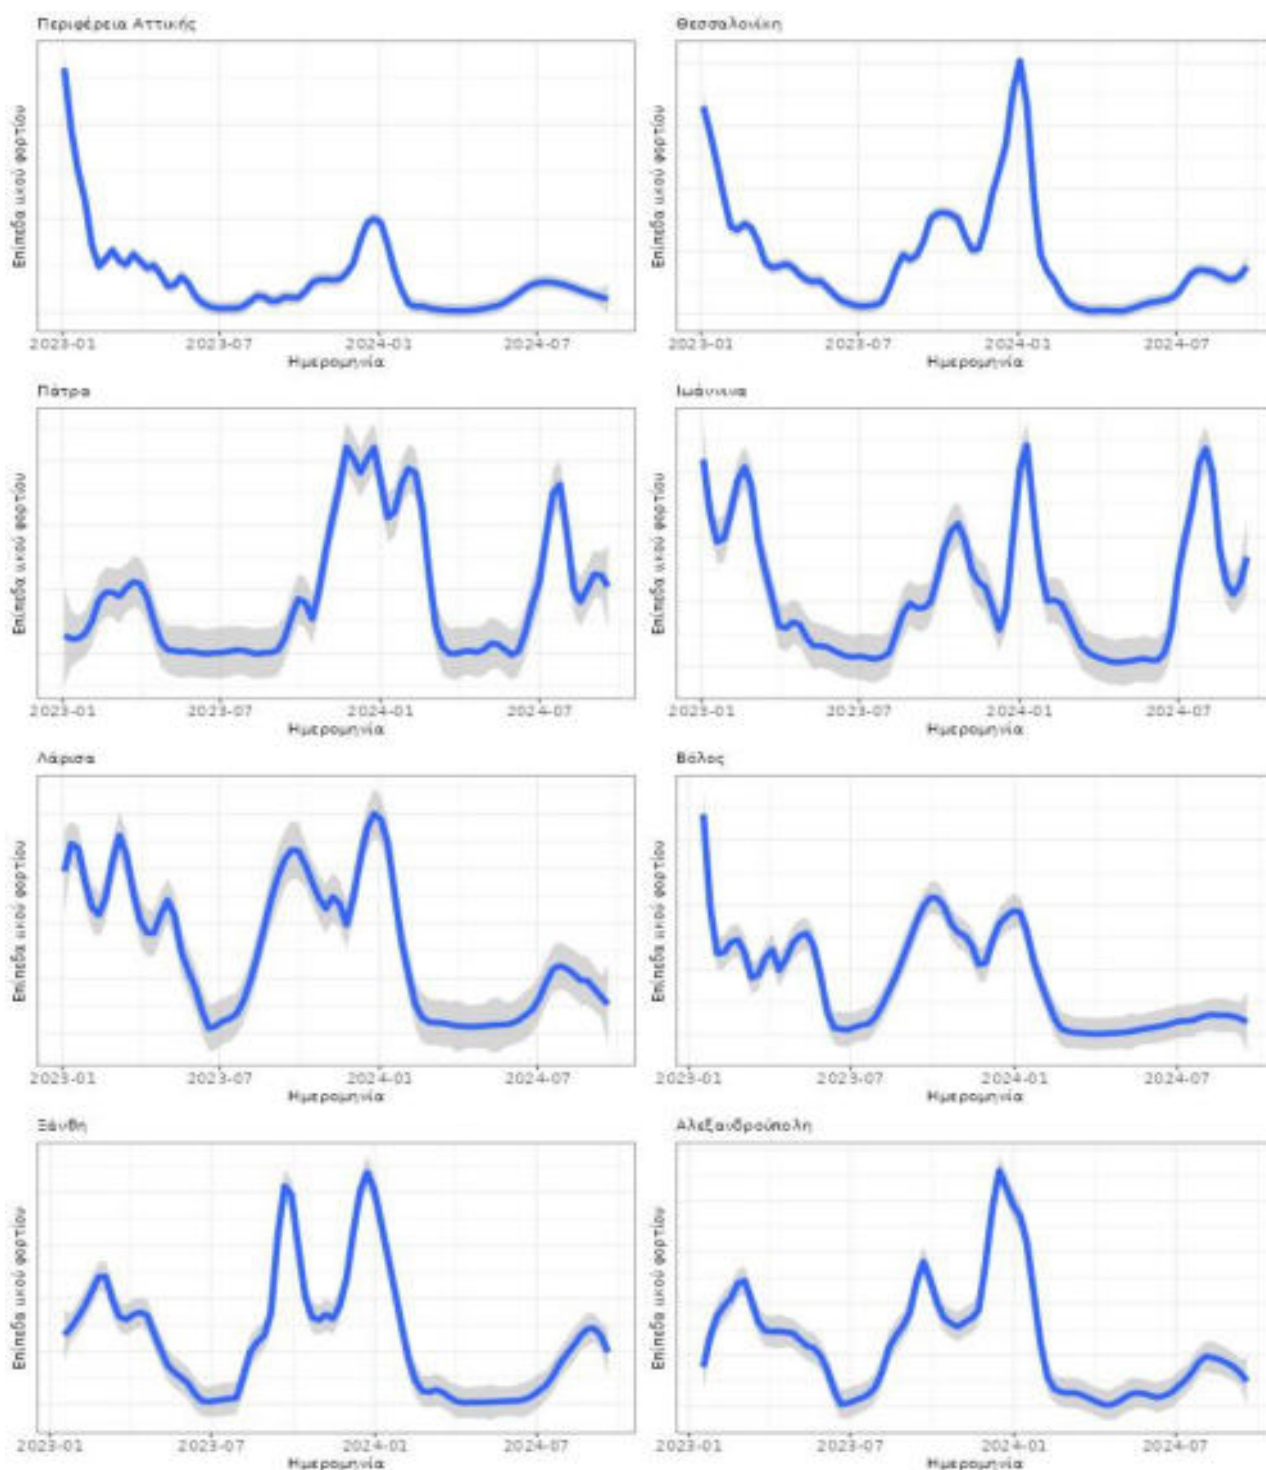 Περιφέρεια Αττικής
Θεσσαλονίκη
Επίπεδα ιικού φορτίου
Επίπεδα ιικού φορτίου
2023-01 2023-07 2024-01 2024-07
2023-01 2023-07 2024-01 2024-07
Ημερομηνία
Ημερομηνία
Πάτρα
Ιωάννινα
Επίπεδα ιικού φορτίου
Επίπεδα ιικού φορτίου
2023-01 2023-07 2024-01 2024-07
2023-01 2023-07 2024-01 2024-07
Ημερομηνία
Ημερομηνία
Λάρισα
Βόλος
Επίπεδα ιικού φορτίου
Επίπεδα ιικού φορτίου
2023-01 2023-07 2024-01 2024-07
2023-01 2023-07 2024-01 2024-07
Ημερομηνία
Ημερομηνία
Ξάνθη
Αλεξανδρούπολη
Επίπεδα ιικού φορτίου
Επίπεδα ιικού φορτίου
2023-01 2023-07 2024-01 2024-07
2023-01 2023-07 2024-01 2024-07
Ημερομηνία
Ημερομηνία